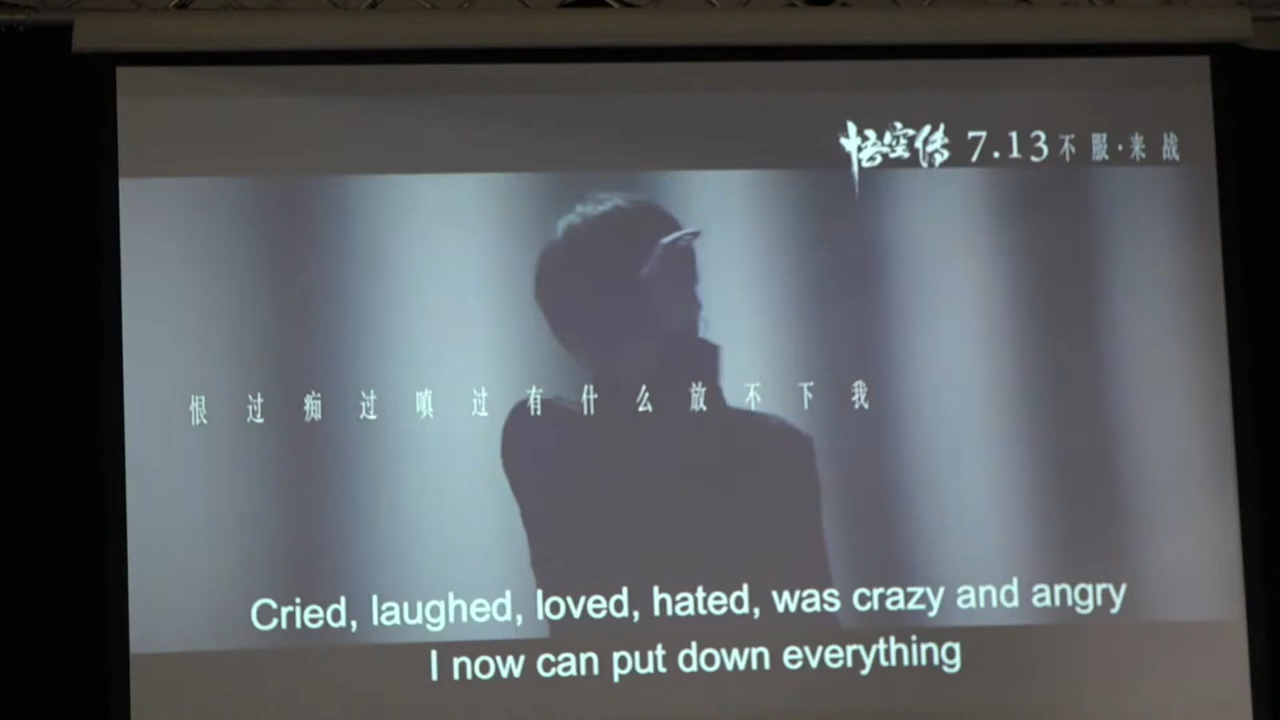 悟空传 7.13 不服·来战
恨过痴过嗔过有什么放不下我
Cried, laughed, loved, hated, was crazy and angry
I now can put down everything